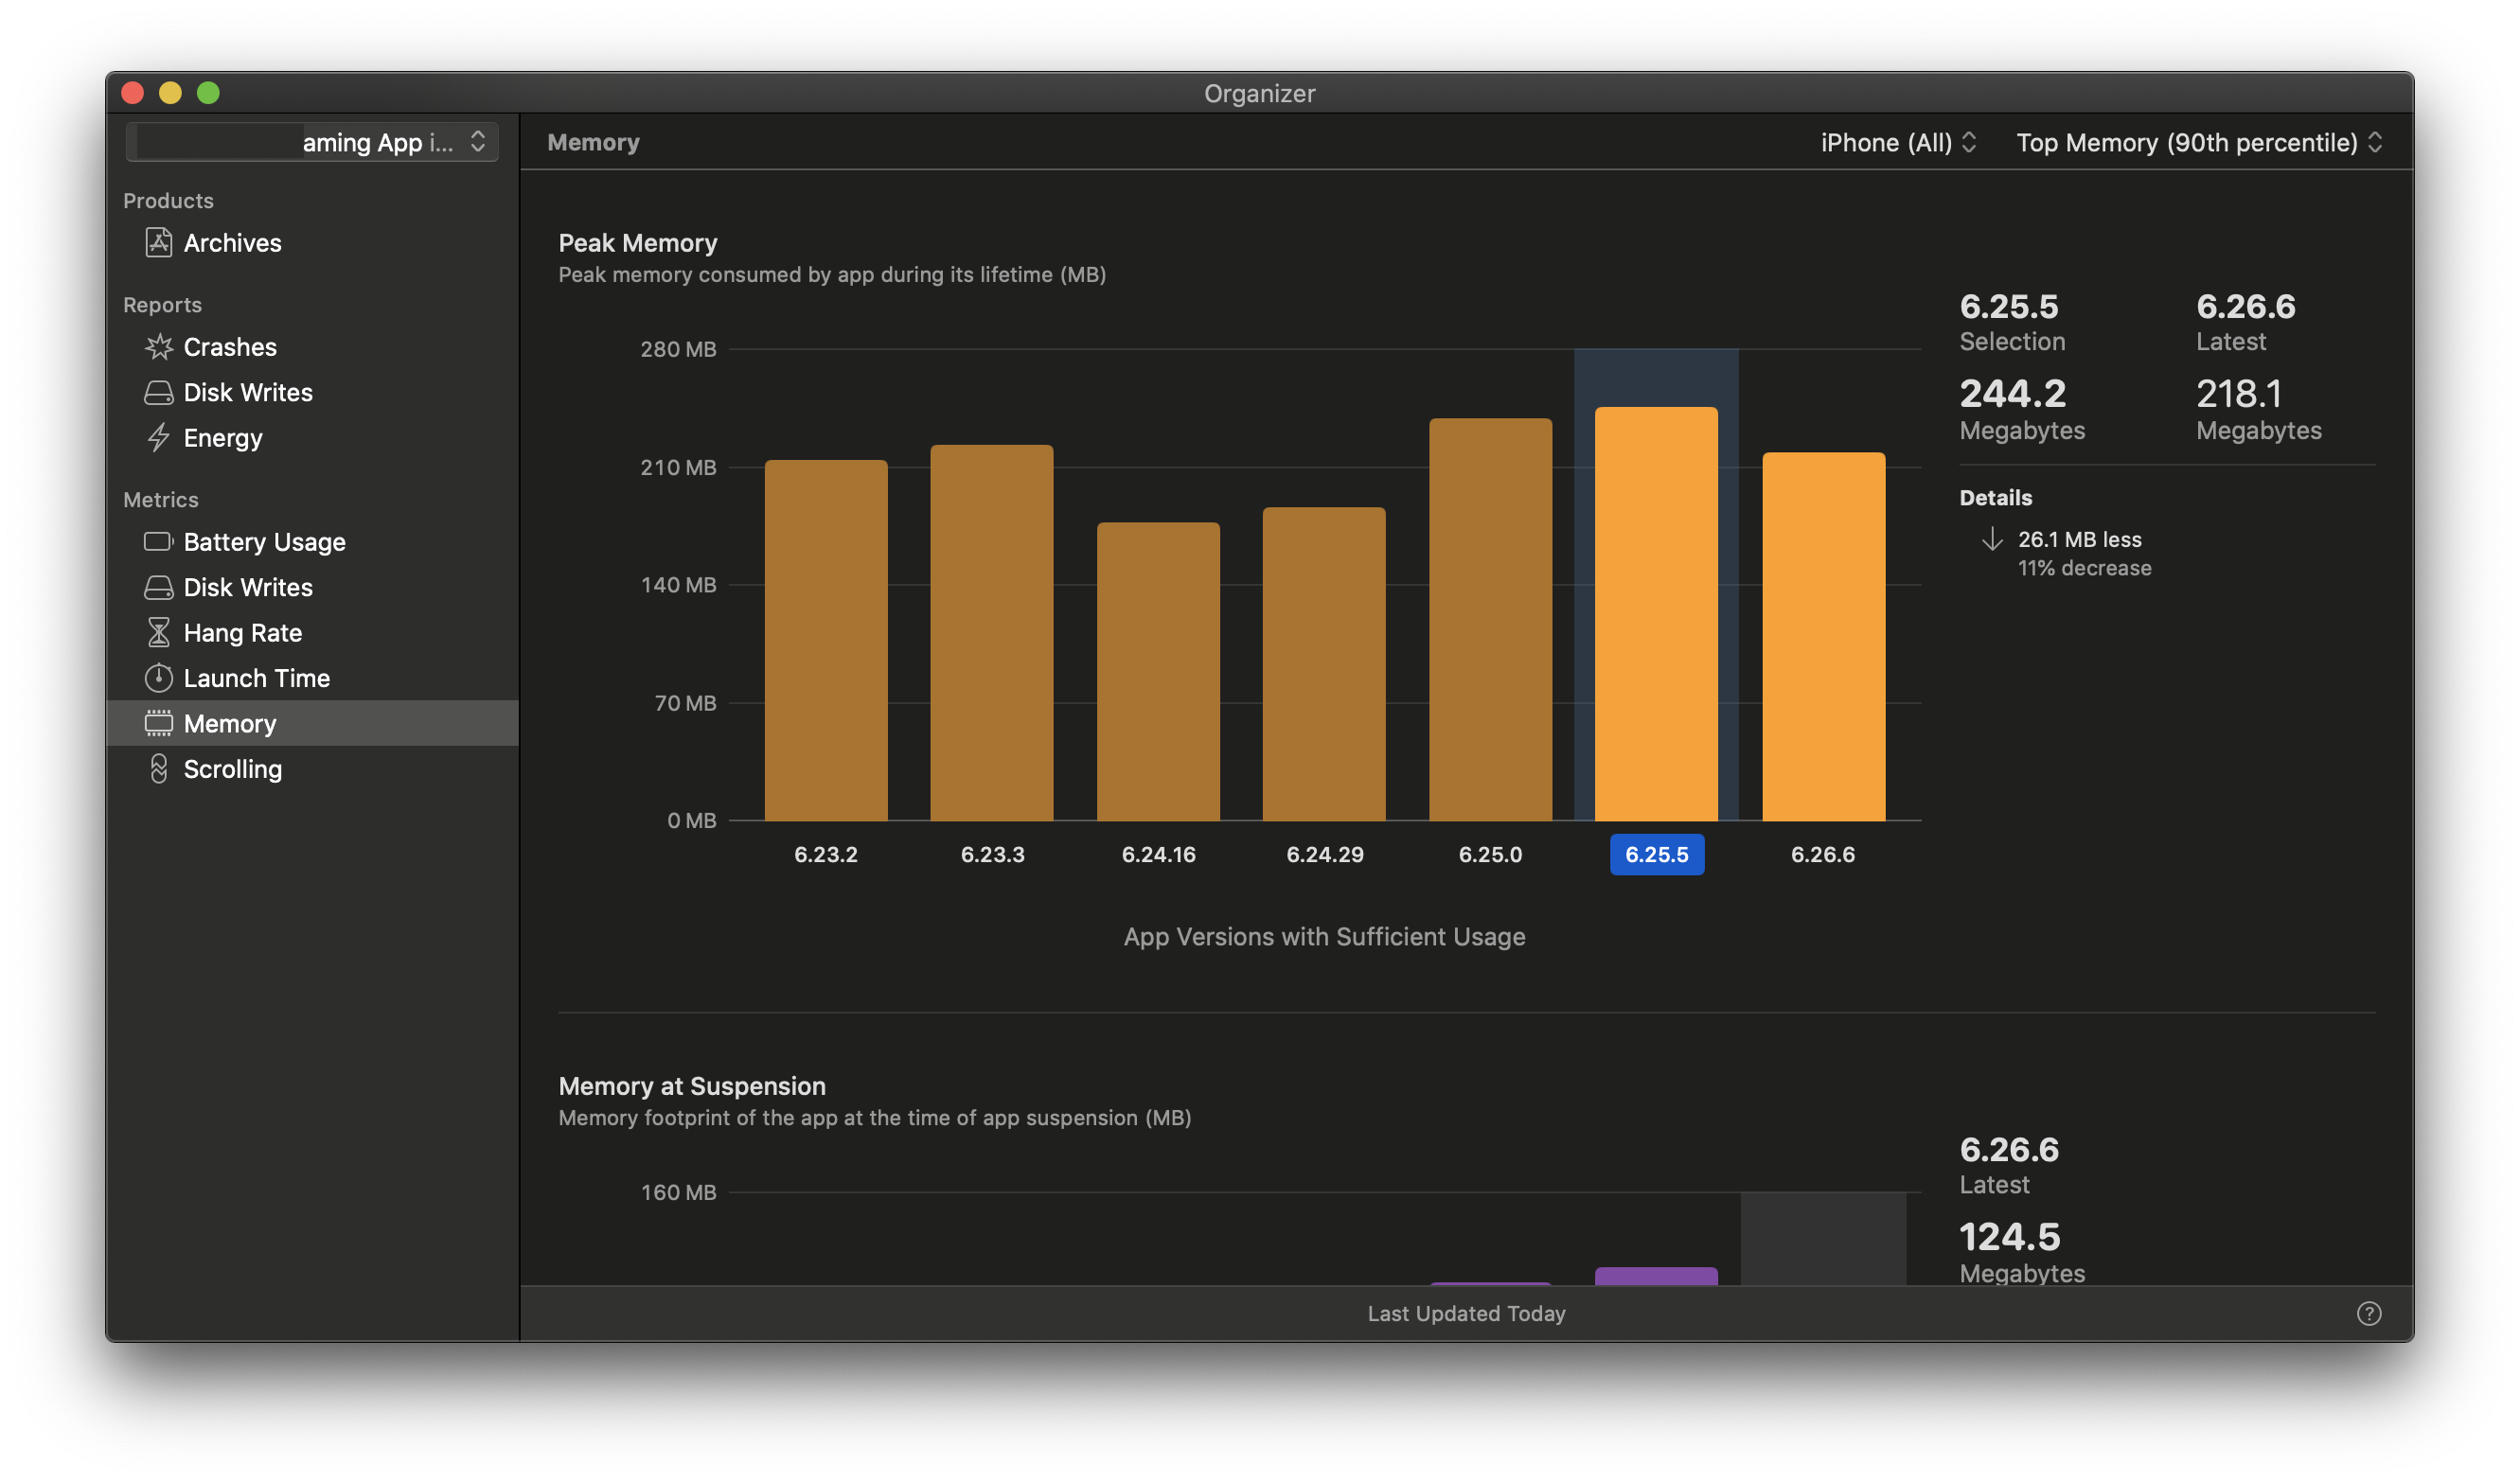 Organizer
aming App i...
Products
Archives
Reports
Crashes
Disk Writes
Energy
Metrics
Battery Usage
Disk Writes
Hang Rate
Launch Time
Memory
Scrolling
Memory
iPhone (All)
Top Memory (90th percentile)
Peak Memory
Peak memory consumed by app during its lifetime (MB)
280 MB
210 MB
140 MB
70 MB
0 MB
6.23.2
6.23.3
6.24.16
6.24.29
6.25.0
6.25.5
6.26.6
App Versions with Sufficient Usage
6.25.5
Selection
244.2
Megabytes
6.26.6
Latest
218.1
Megabytes
Details
26.1 MB less
11% decrease
Memory at Suspension
Memory footprint of the app at the time of app suspension (MB)
160 MB
6.26.6
Latest
124.5
Megabytes
Last Updated Today
?